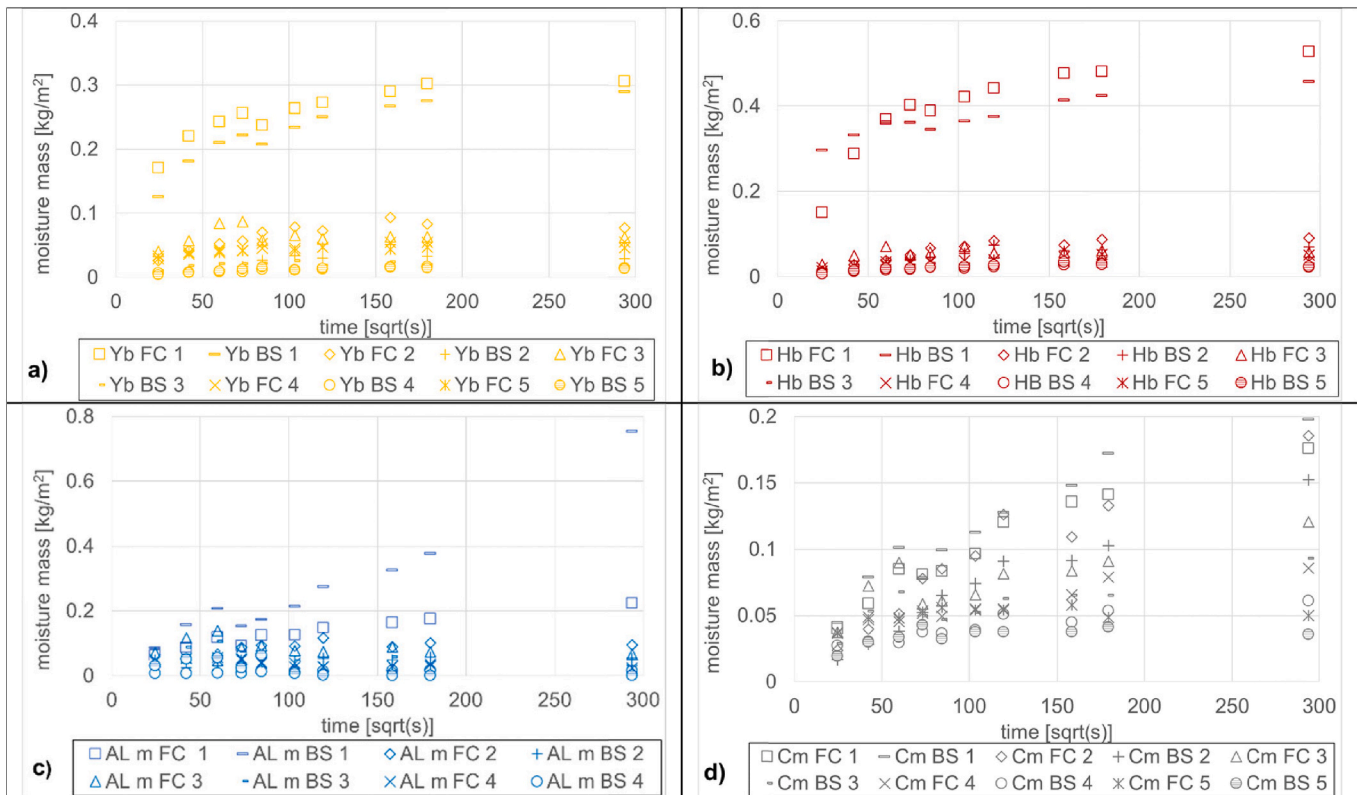 0.4
0.3
0.2
0.1
0
0 50 100 150 200 250 300
moisture mass [kg/m²]
time [sqrt(s)]
a)
Yb FC 1 Yb BS 1 Yb FC 2 Yb BS 2 Yb FC 3
Yb BS 3 Yb FC 4 Yb BS 4 Yb FC 5 Yb BS 5
0.6
0.4
0.2
0
0 50 100 150 200 250 300
moisture mass [kg/m²]
time [sqrt(s)]
b)
Hb FC 1 Hb BS 1 Hb FC 2 Hb BS 2 Hb FC 3
Hb BS 3 Hb FC 4 HB BS 4 Hb FC 5 Hb BS 5
0.8
0.6
0.4
0.2
0
0 50 100 150 200 250 300
moisture mass [kg/m²]
time [sqrt(s)]
c)
AL m FC 1 AL m BS 1 AL m FC 2 AL m BS 2
AL m FC 3 AL m BS 3 AL m FC 4 AL m BS 4
0.2
0.15
0.1
0.05
0
0 50 100 150 200 250 300
moisture mass [kg/m²]
time [sqrt(s)]
d)
Cm FC 1 Cm BS 1 Cm FC 2 Cm BS 2 Cm FC 3
Cm BS 3 Cm FC 4 Cm BS 4 Cm FC 5 Cm BS 5